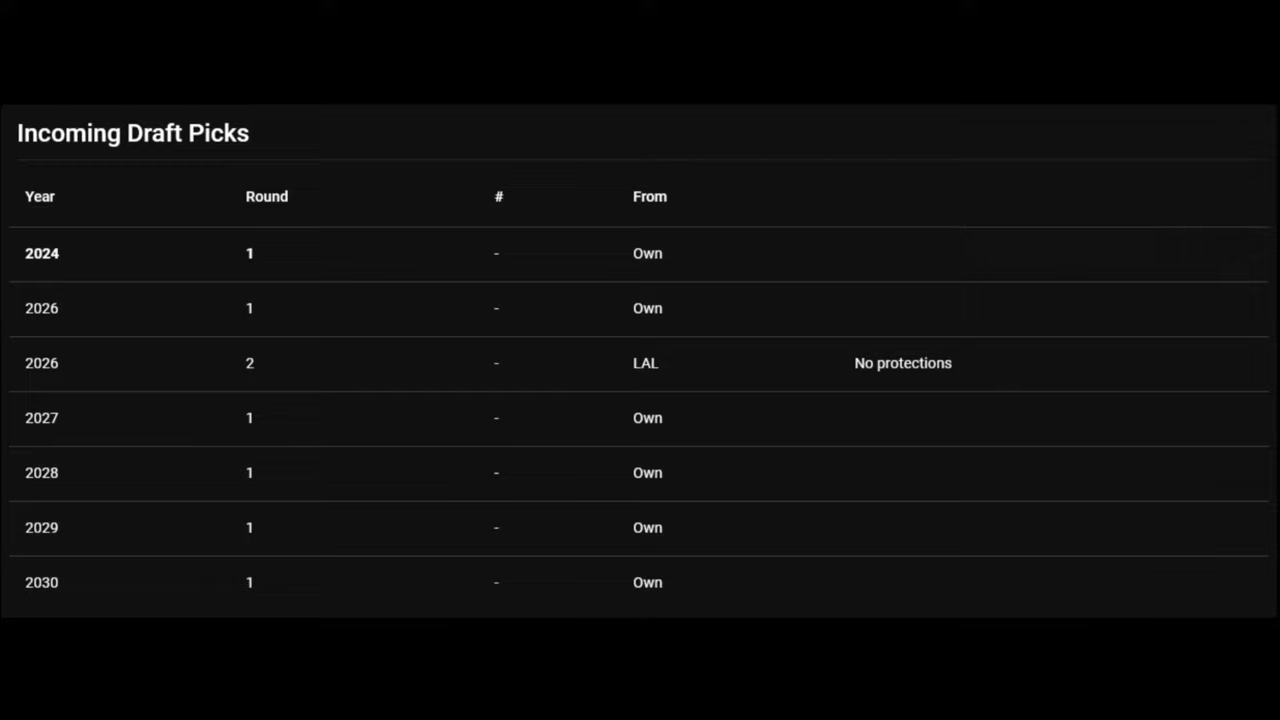 Incoming Draft Picks
Year Round # From
2024 1 - Own
2026 1 - Own
2026 2 - LAL No protections
2027 1 - Own
2028 1 - Own
2029 1 - Own
2030 1 - Own